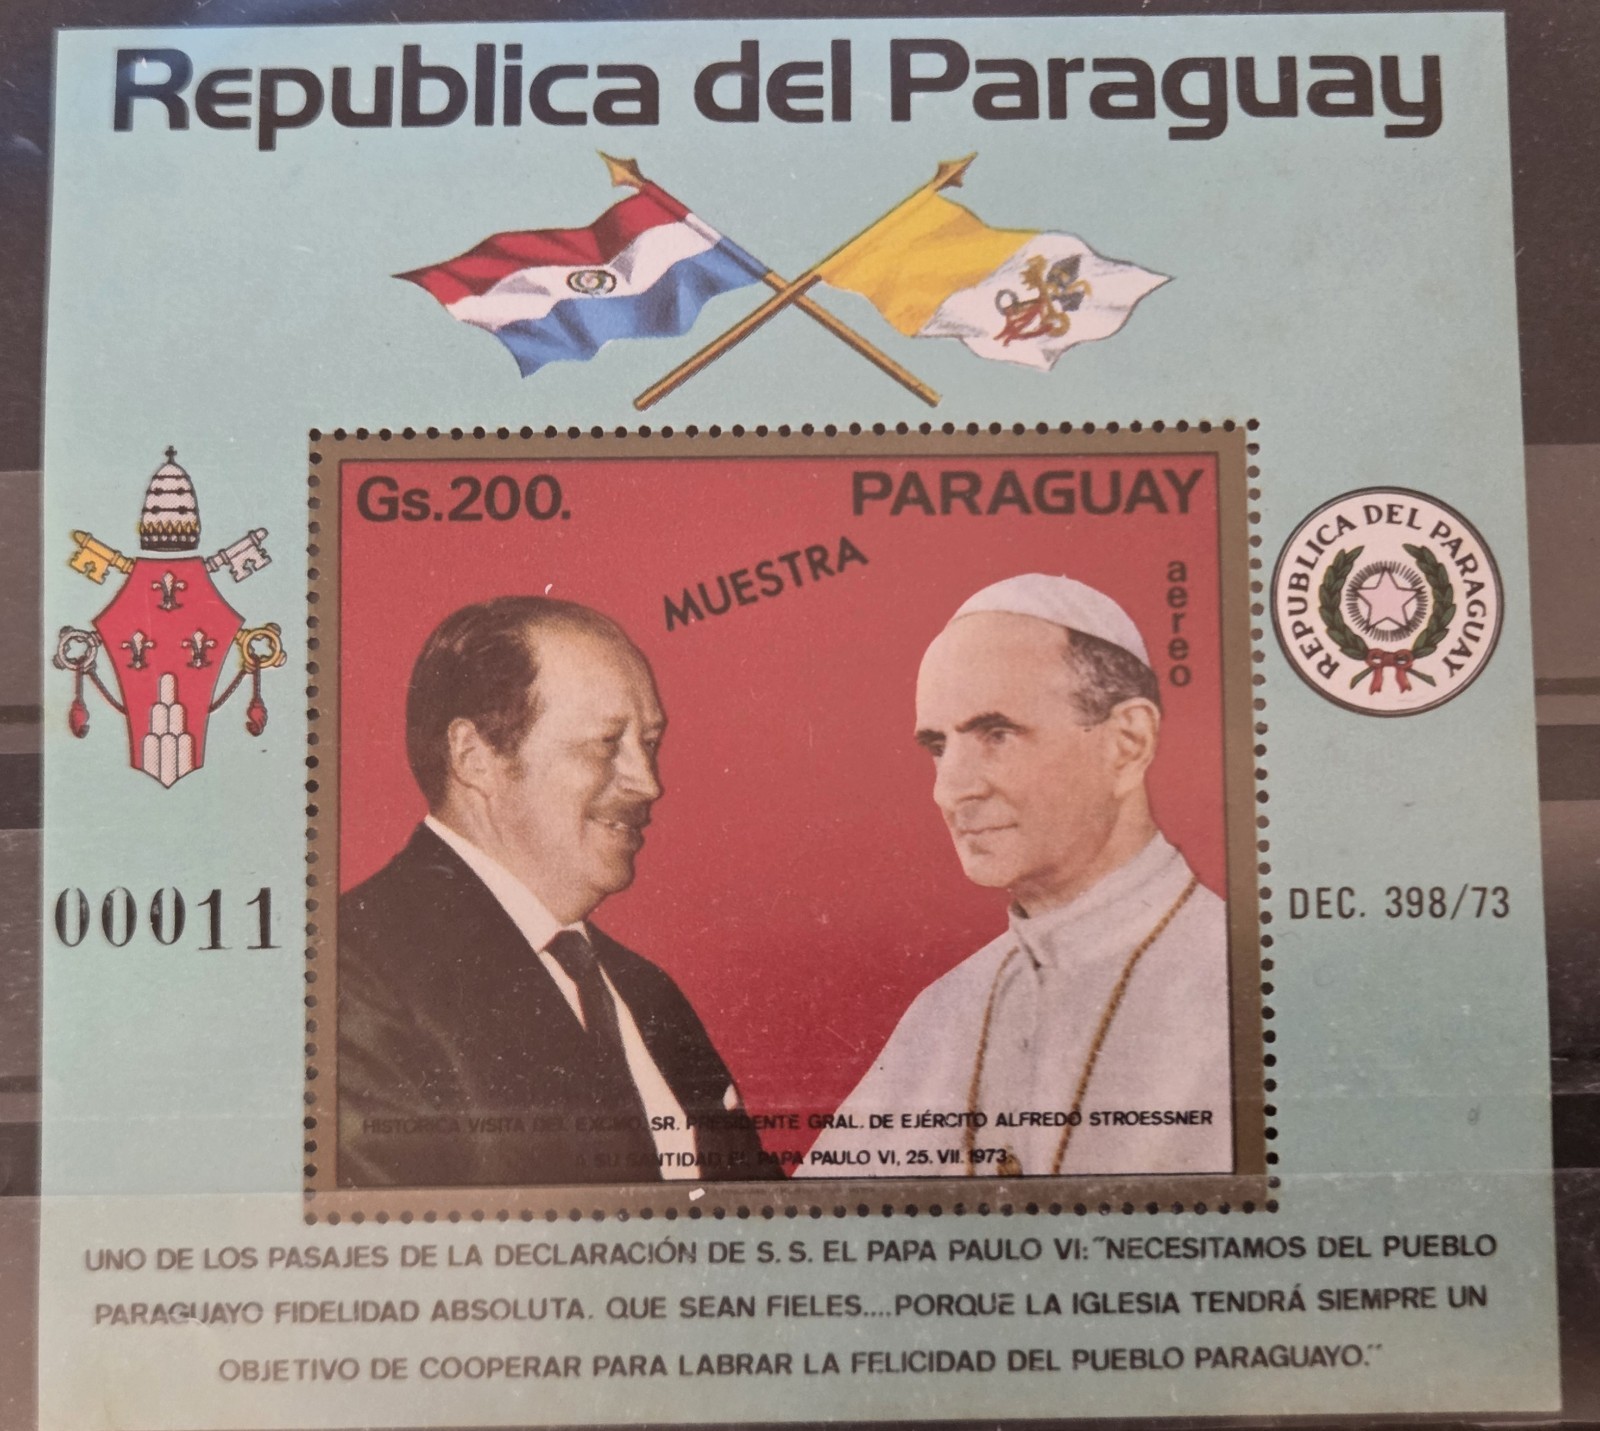 Republica del Paraguay
Gs.200.
PARAGUAY
aereo
MUESTRA
REPUBLICA DEL PARAGUAY
00011
DEC. 398/73
HISTORICA VISITA DEL EXCMO. SR. PRESIDENTE GRAL. DE EJÉRCITO ALFREDO STROESSNER
A SU SANTIDAD EL PAPA PAULO VI, 25. VII. 1973.
UNO DE LOS PASAJES DE LA DECLARACIÓN DE S. S. EL PAPA PAULO VI: "NECESITAMOS DEL PUEBLO
PARAGUAYO FIDELIDAD ABSOLUTA. QUE SEAN FIELES....PORQUE LA IGLESIA TENDRÁ SIEMPRE UN
OBJETIVO DE COOPERAR PARA LABRAR LA FELICIDAD DEL PUEBLO PARAGUAYO."